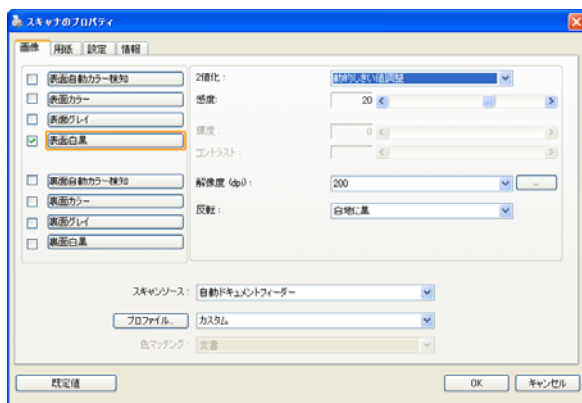 スキャナのプロパティ
画像 用紙 設定 情報
表面自動カラー検知
表面カラー
表面グレイ
表面白黒
裏面自動カラー検知
裏面カラー
裏面グレイ
裏面白黒
2値化： 動的しきい値調整
感度： 20
輝度： 0
コントラスト：
解像度 (dpi)： 200 ...
反転： 白地に黒
スキャンソース： 自動ドキュメントフィーダー
プロファイル... カスタム
色マッチング： 文書
既定値 OK キャンセル